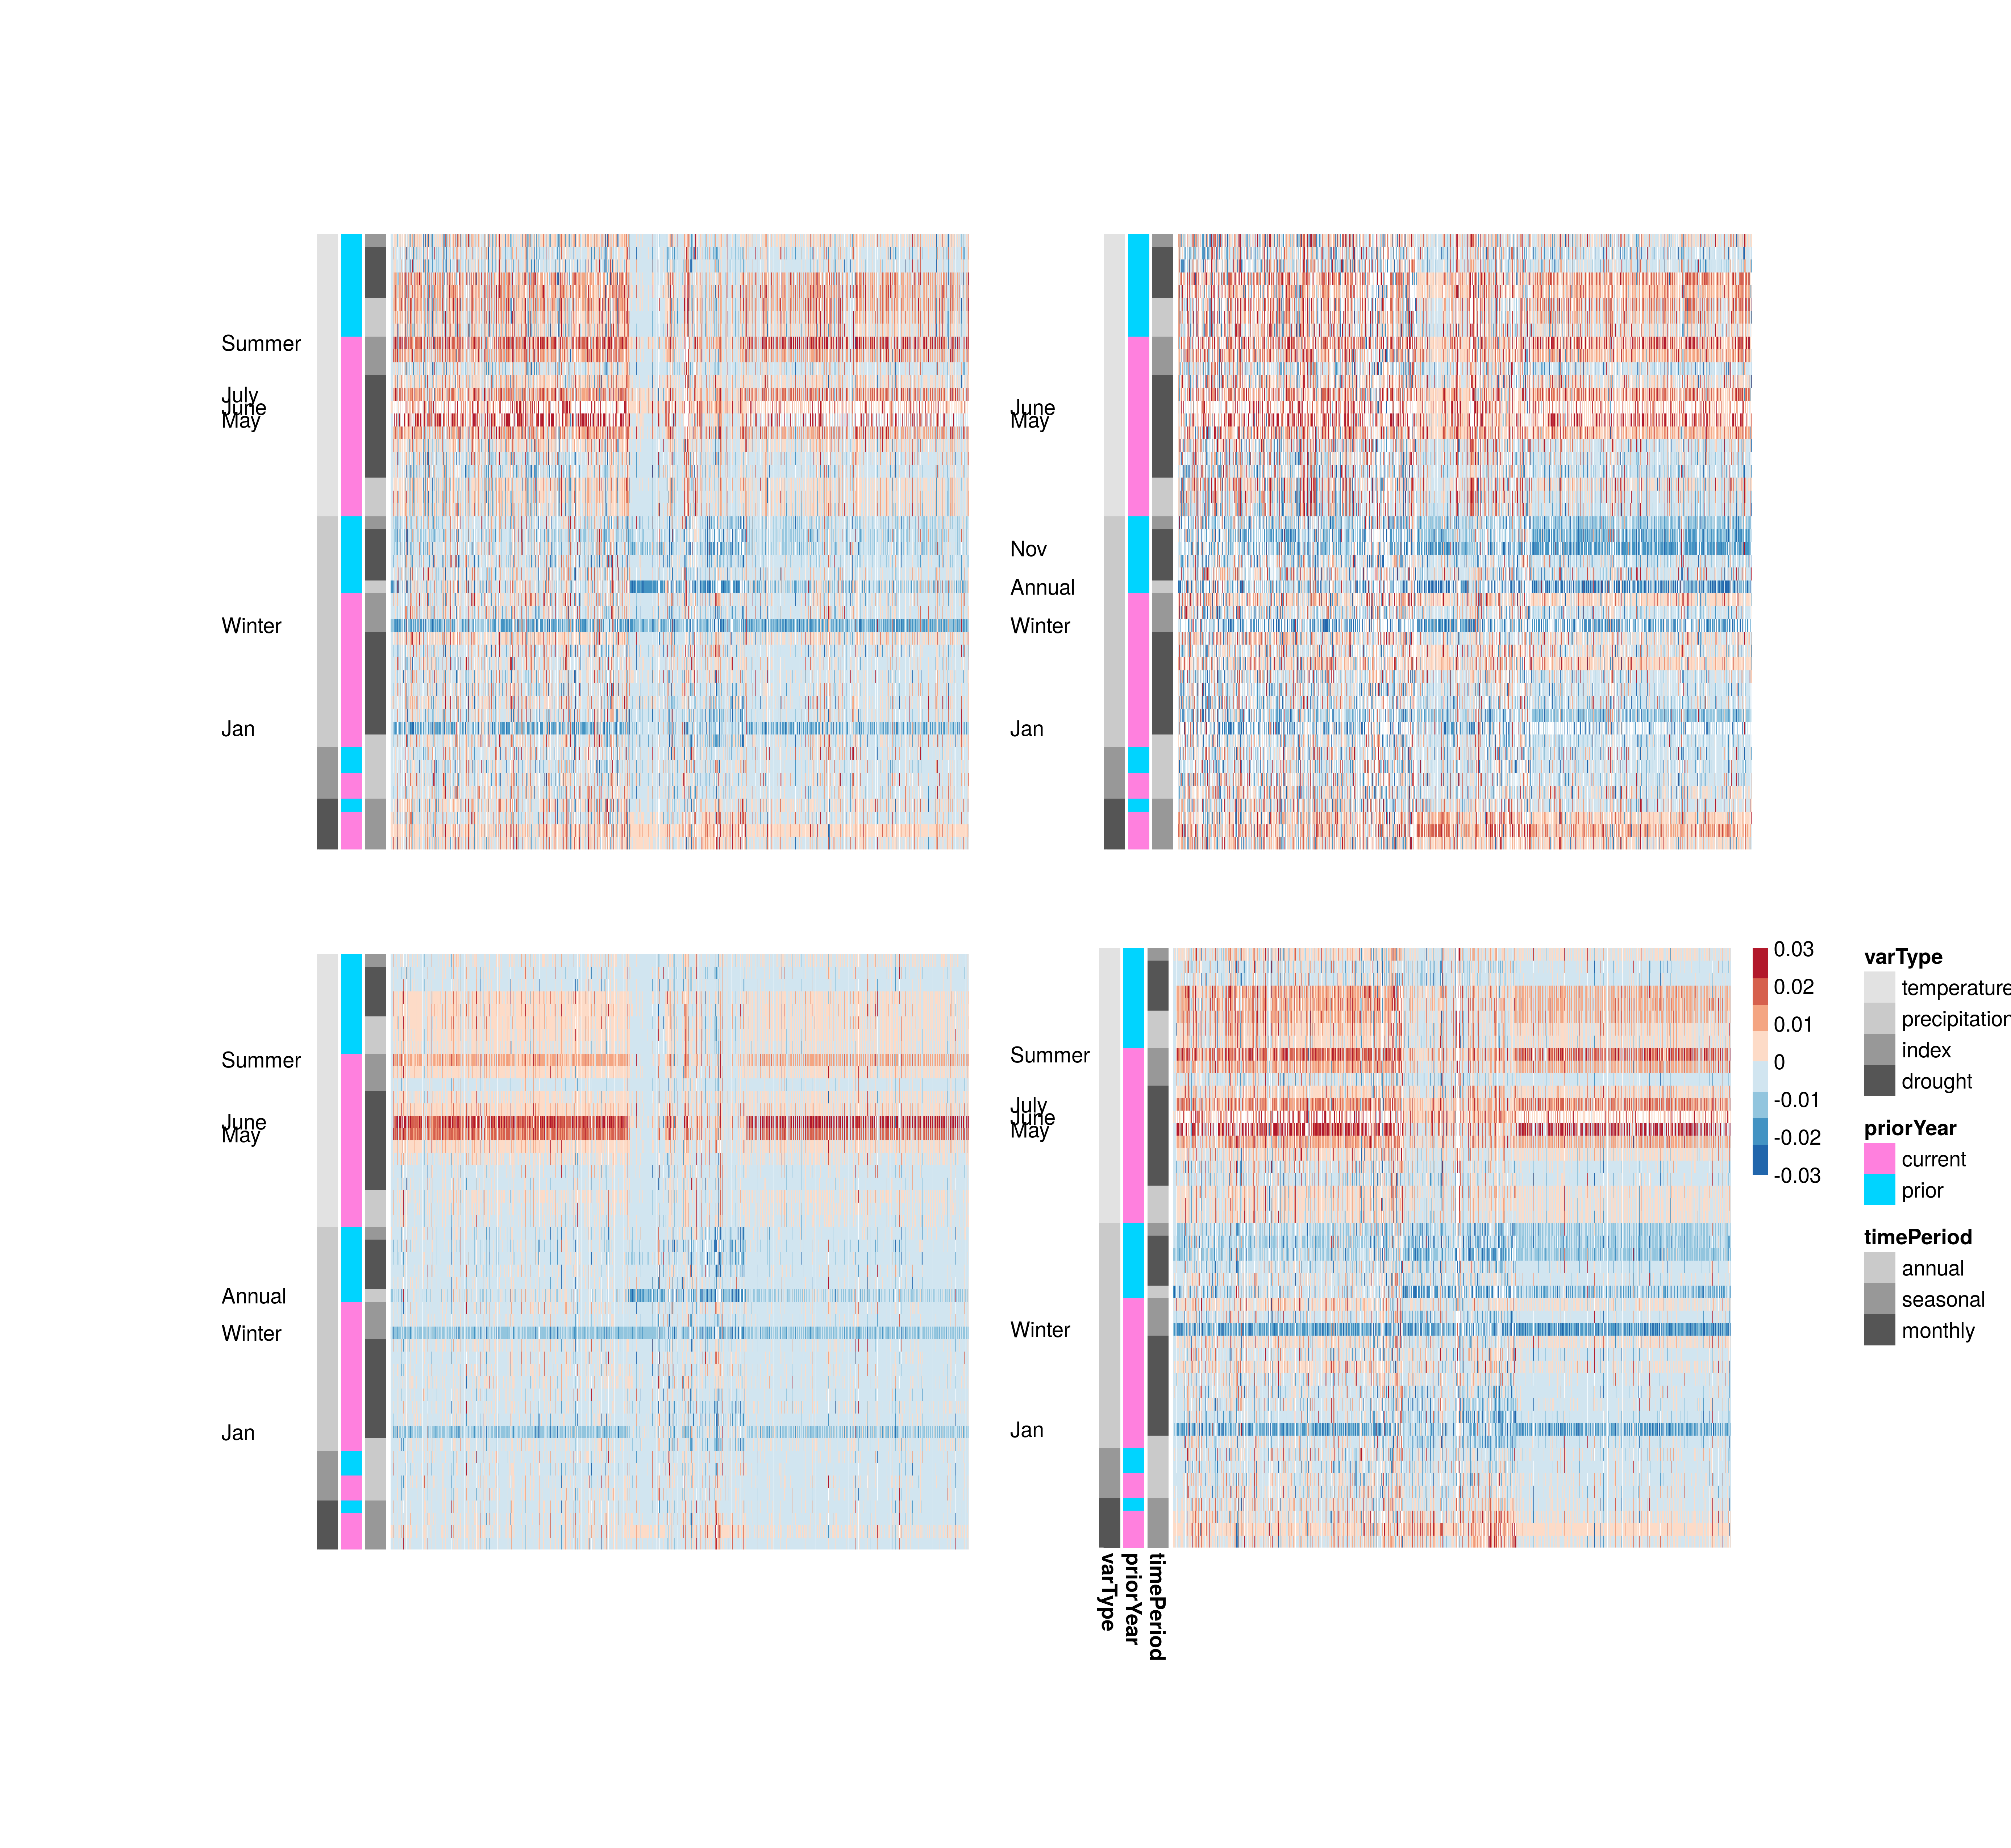 Summer
July
June
May
Winter
Jan
June
May
Nov
Annual
Winter
Jan
Summer
June
May
Annual
Winter
Jan
Summer
July
June
May
Winter
Jan
varType
priorYear
timePeriod
0.03
0.02
0.01
0
-0.01
-0.02
-0.03
varType
temperature
precipitation
index
drought
priorYear
current
prior
timePeriod
annual
seasonal
monthly